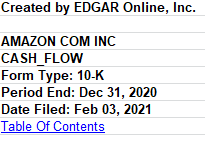 Created by EDGAR Online, Inc.
AMAZON COM INC
CASH_FLOW
Form Type: 10-K
Period End: Dec 31, 2020
Date Filed: Feb 03, 2021
Table Of Contents